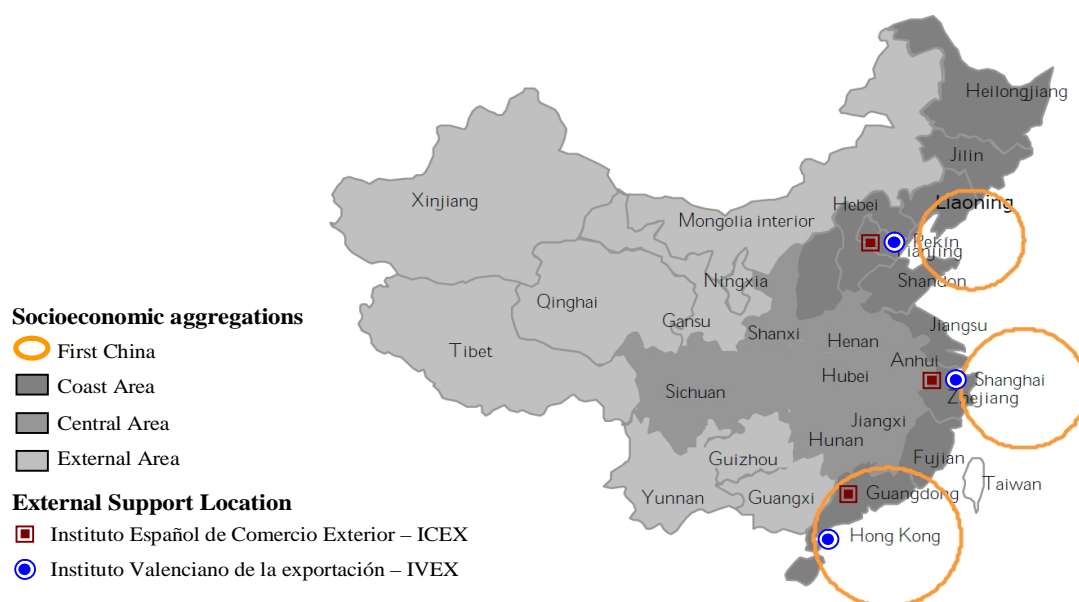 Heilongjiang
Jilin
Xinjiang
Hebei
Liaoning
Mongolia interior
Pekín
Tianjing
Ningxia
Shandon
Qinghai
Gansu
Socioeconomic aggregations
Shanxi
Jiangsu
Henan
Tibet
First China
Anhui
Hubei
Shanghai
Coast Area
Sichuan
Zhejiang
Central Area
Jiangxi
Hunan
External Area
Guizhou
Fujian
Taiwan
External Support Location
Yunnan
Guangxi
Guangdong
Instituto Español de Comercio Exterior – ICEX
Hong Kong
Instituto Valenciano de la exportación – IVEX